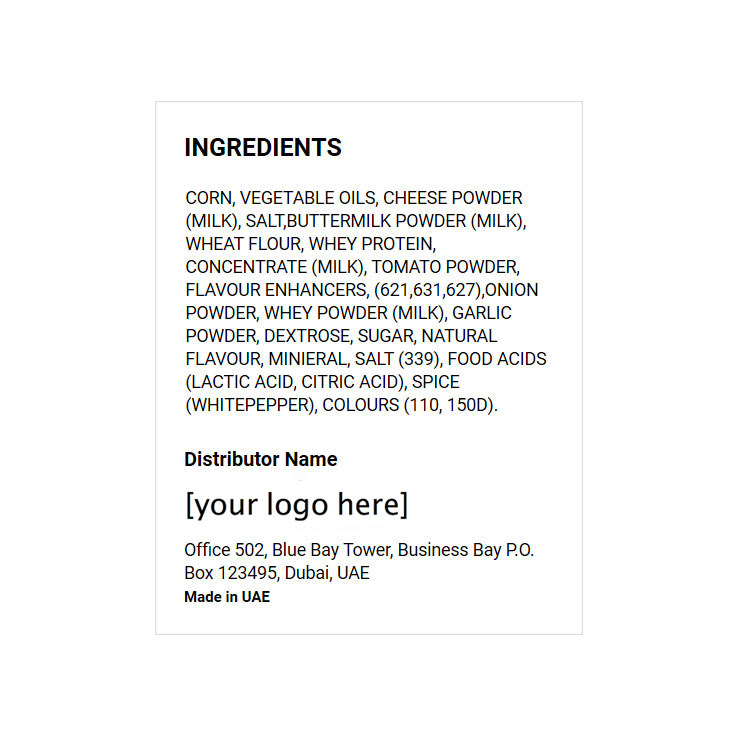 INGREDIENTS
CORN, VEGETABLE OILS, CHEESE POWDER
(MILK), SALT,BUTTERMILK POWDER (MILK),
WHEAT FLOUR, WHEY PROTEIN,
CONCENTRATE (MILK), TOMATO POWDER,
FLAVOUR ENHANCERS, (621,631,627),ONION
POWDER, WHEY POWDER (MILK), GARLIC
POWDER, DEXTROSE, SUGAR, NATURAL
FLAVOUR, MINIERAL, SALT (339), FOOD ACIDS
(LACTIC ACID, CITRIC ACID), SPICE
(WHITEPEPPER), COLOURS (110, 150D).
Distributor Name
[your logo here]
Office 502, Blue Bay Tower, Business Bay P.O.
Box 123495, Dubai, UAE
Made in UAE